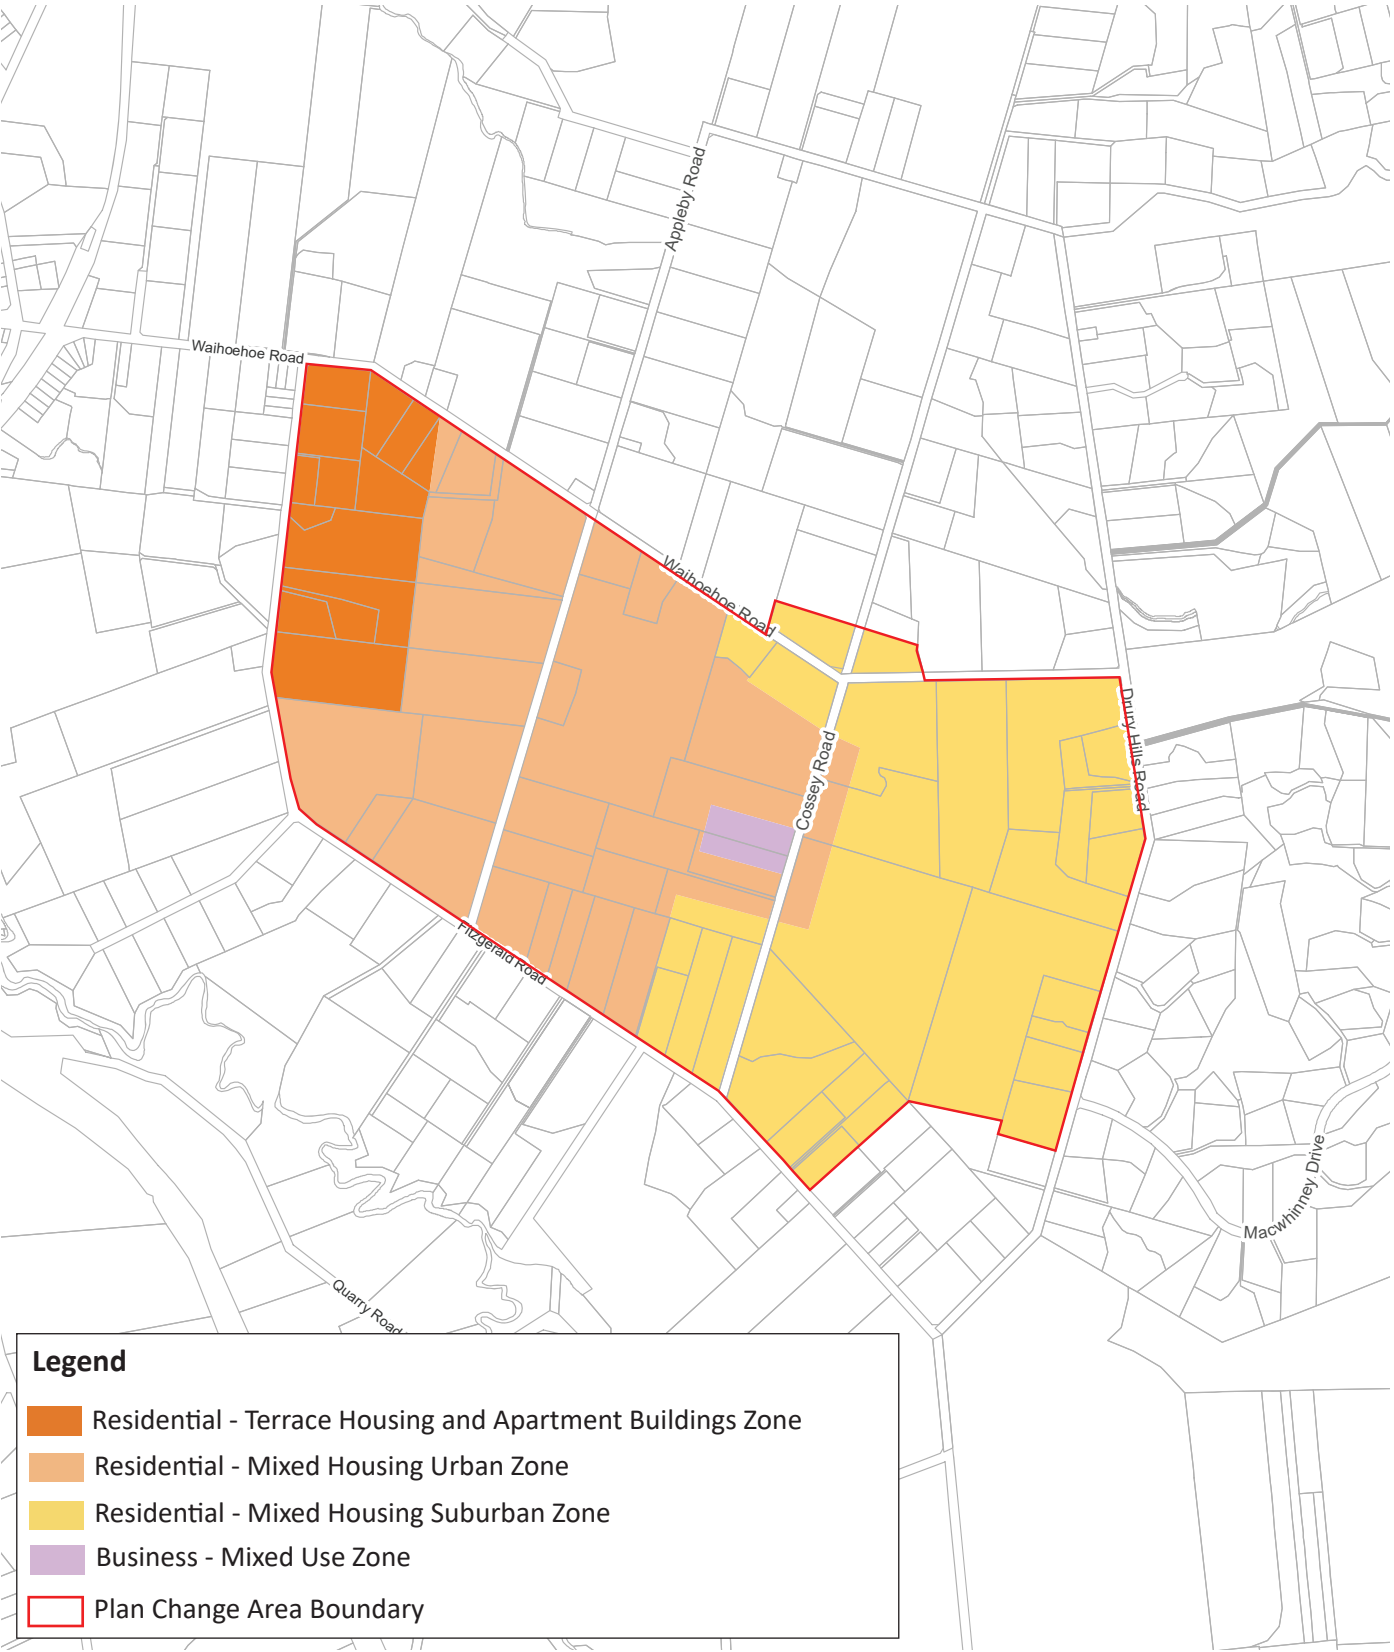 Appleby Road
Waihoehoe Road
Waihoehoe Road
Drury Hills Road
Cossey Road
Fitzgerald Road
Macwhinney Drive
Quarry Road
Legend
Residential - Terrace Housing and Apartment Buildings Zone
Residential - Mixed Housing Urban Zone
Residential - Mixed Housing Suburban Zone
Business - Mixed Use Zone
Plan Change Area Boundary